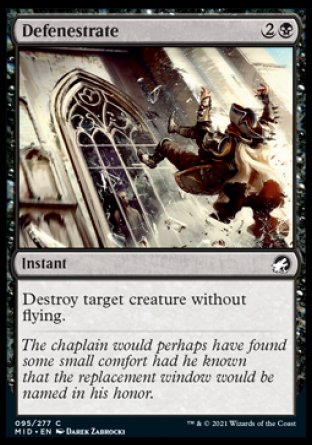 Defenestrate 2
Instant
Destroy target creature without
flying.
The chaplain would perhaps have found
some small comfort had he known
that the replacement window would be
named in his honor.
095/277 C
MID • EN DAREK ZABROCKI ™ & © 2021 Wizards of the Coast